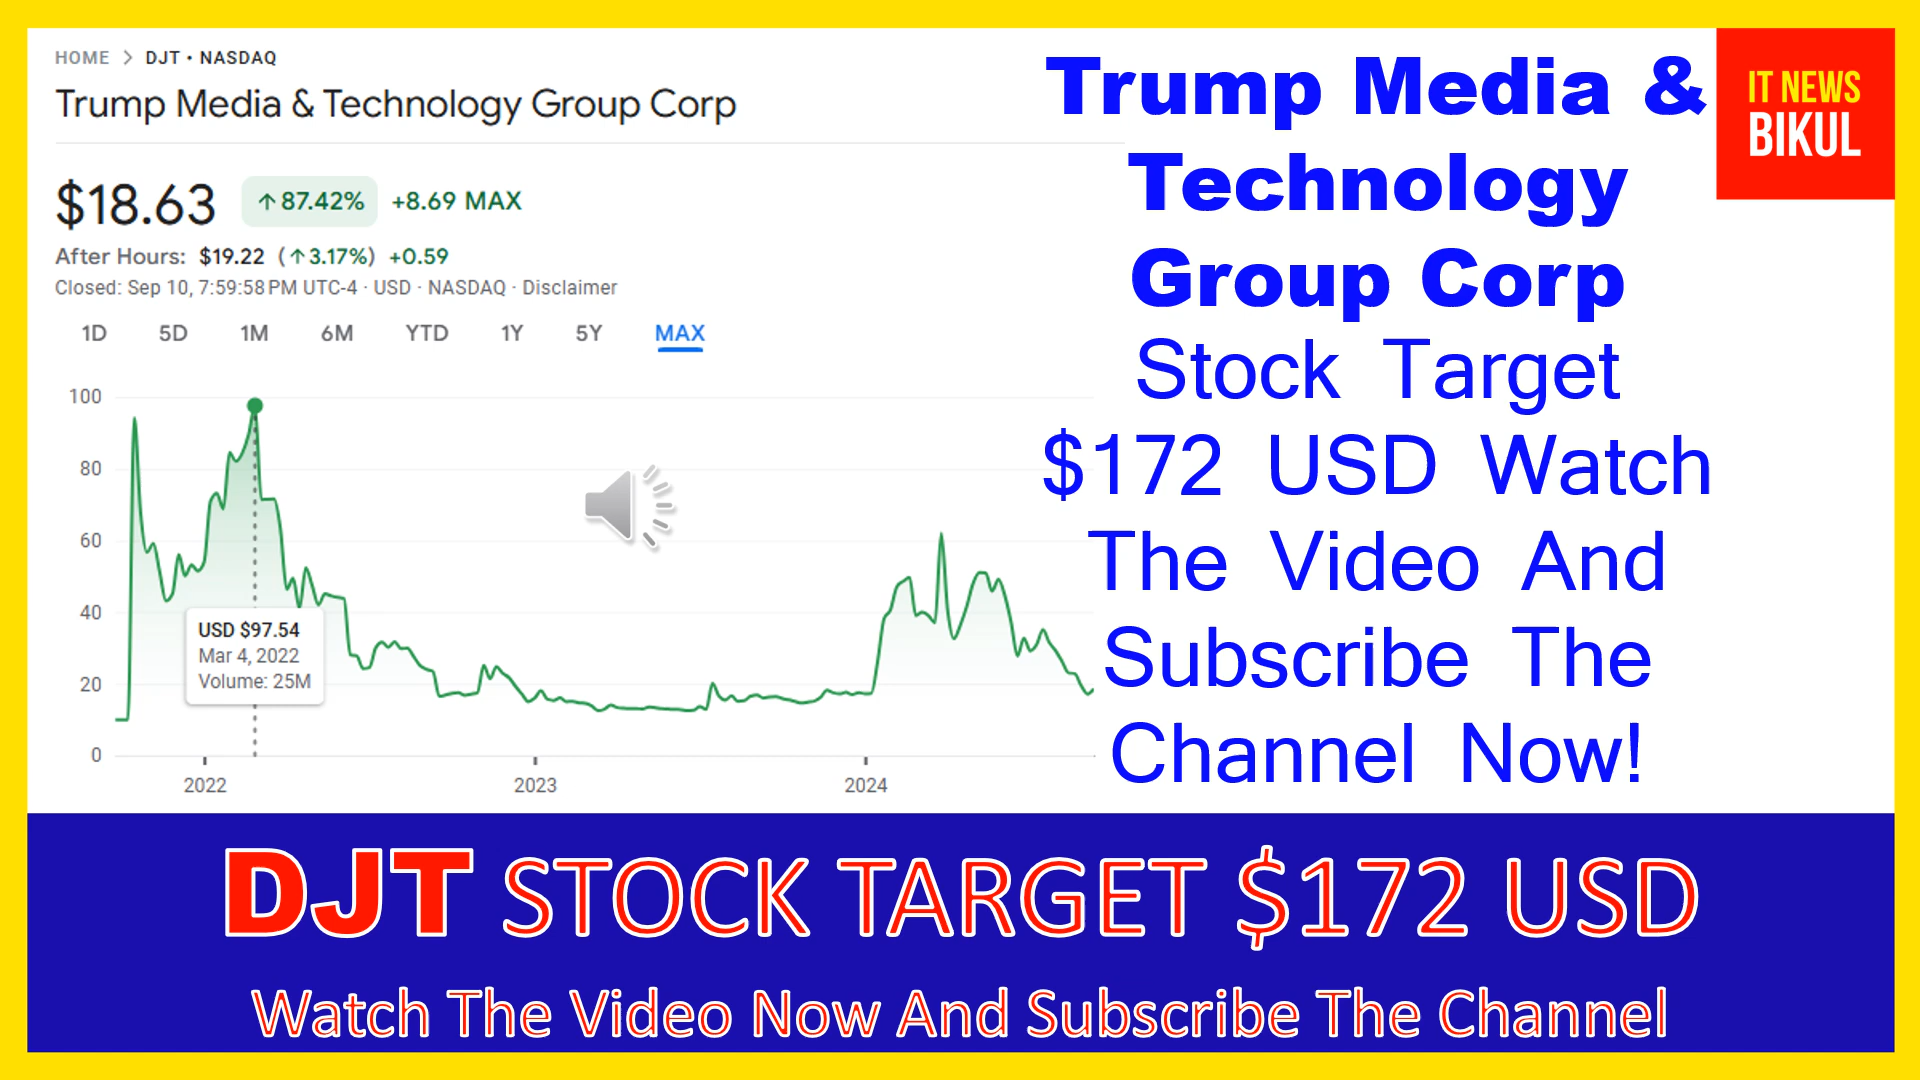 HOME > DJT • NASDAQ
Trump Media & Technology Group Corp
$18.63 ↑87.42% +8.69 MAX
After Hours: $19.22 (↑3.17%) +0.59
Closed: Sep 10, 7:59:58 PM UTC-4 · USD · NASDAQ · Disclaimer
1D 5D 1M 6M YTD 1Y 5Y MAX
100
80
60
40
20
0
USD $97.54
Mar 4, 2022
Volume: 25M
2022 2023 2024
Trump Media &
Technology
Group Corp
Stock Target
$172 USD Watch
The Video And
Subscribe The
Channel Now!
IT NEWS
BIKUL
DJT STOCK TARGET $172 USD
Watch The Video Now And Subscribe The Channel